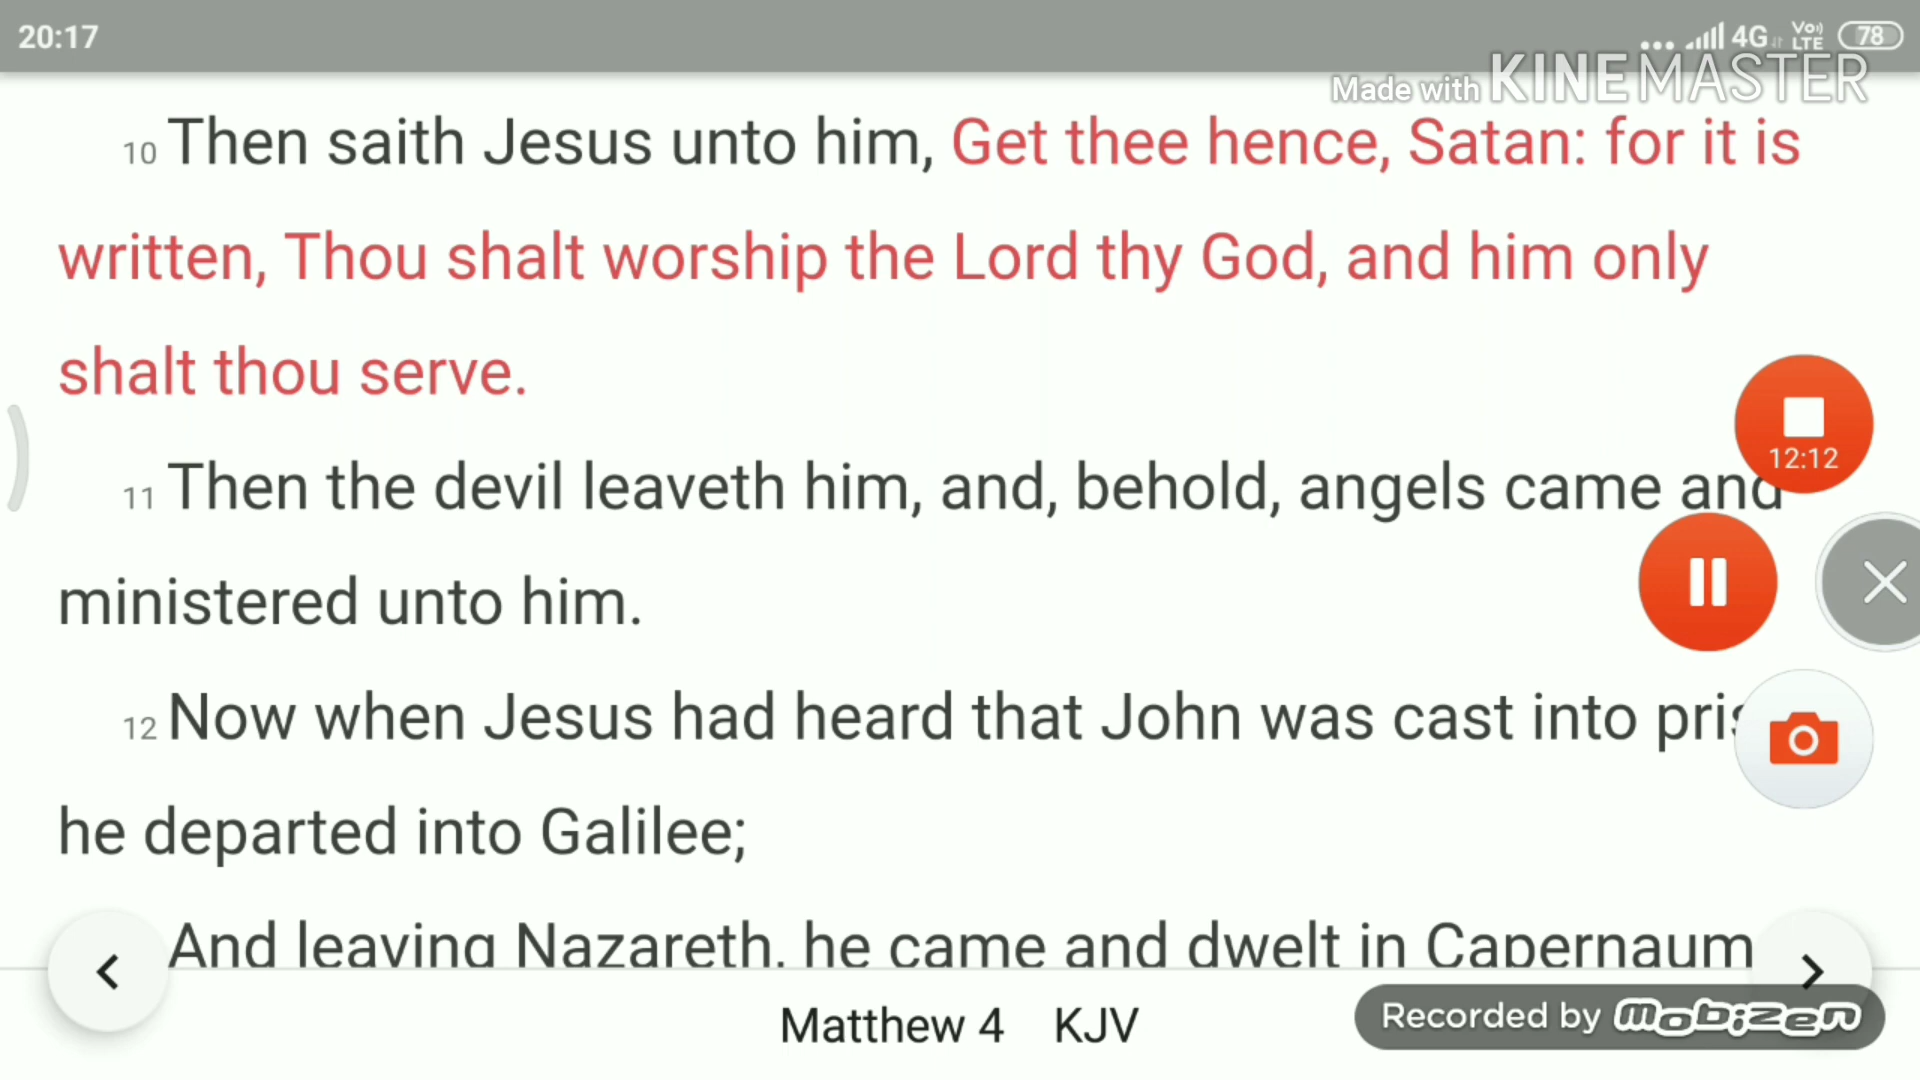 20:17
4G
Vo)
LTE
78
Made with KINEMASTER
10 Then saith Jesus unto him, Get thee hence, Satan: for it is
written, Thou shalt worship the Lord thy God, and him only
shalt thou serve.
12:12
11 Then the devil leaveth him, and, behold, angels came and
ministered unto him.
12 Now when Jesus had heard that John was cast into pris
he departed into Galilee;
And leaving Nazareth, he came and dwelt in Capernaum
Matthew 4 KJV
Recorded by mobizen